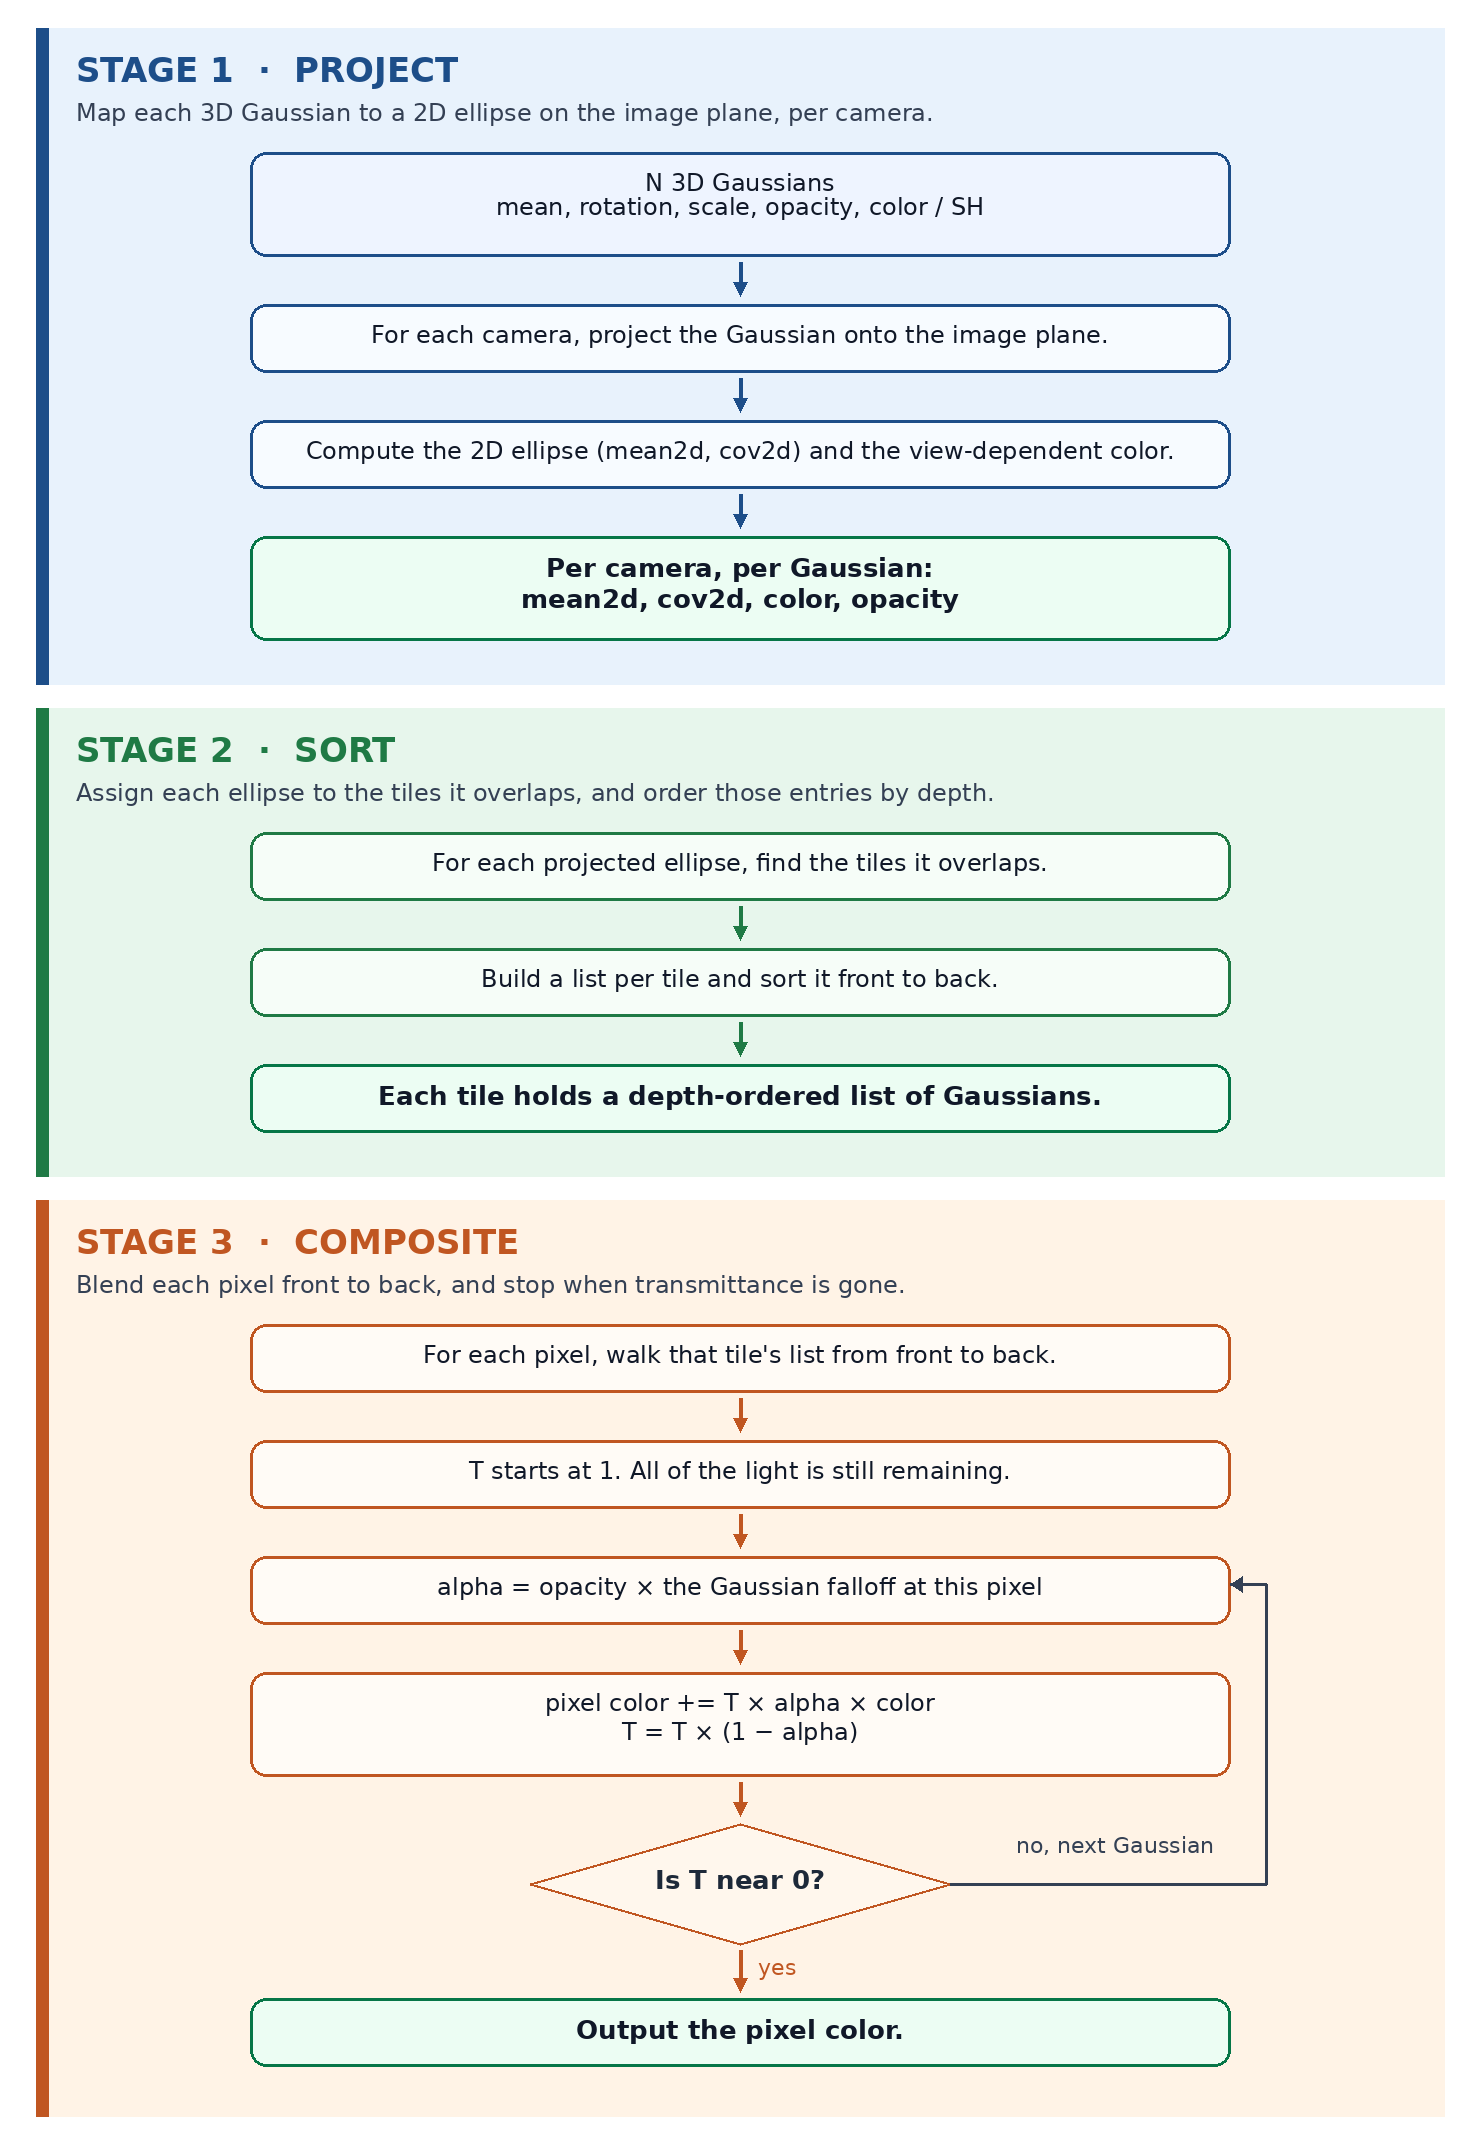 STAGE 1 · PROJECT
Map each 3D Gaussian to a 2D ellipse on the image plane, per camera.
N 3D Gaussians
mean, rotation, scale, opacity, color / SH
For each camera, project the Gaussian onto the image plane.
Compute the 2D ellipse (mean2d, cov2d) and the view-dependent color.
Per camera, per Gaussian:
mean2d, cov2d, color, opacity
STAGE 2 · SORT
Assign each ellipse to the tiles it overlaps, and order those entries by depth.
For each projected ellipse, find the tiles it overlaps.
Build a list per tile and sort it front to back.
Each tile holds a depth-ordered list of Gaussians.
STAGE 3 · COMPOSITE
Blend each pixel front to back, and stop when transmittance is gone.
For each pixel, walk that tile's list from front to back.
T starts at 1. All of the light is still remaining.
alpha = opacity × the Gaussian falloff at this pixel
pixel color += T × alpha × color
T = T × (1 − alpha)
no, next Gaussian
Is T near 0?
yes
Output the pixel color.